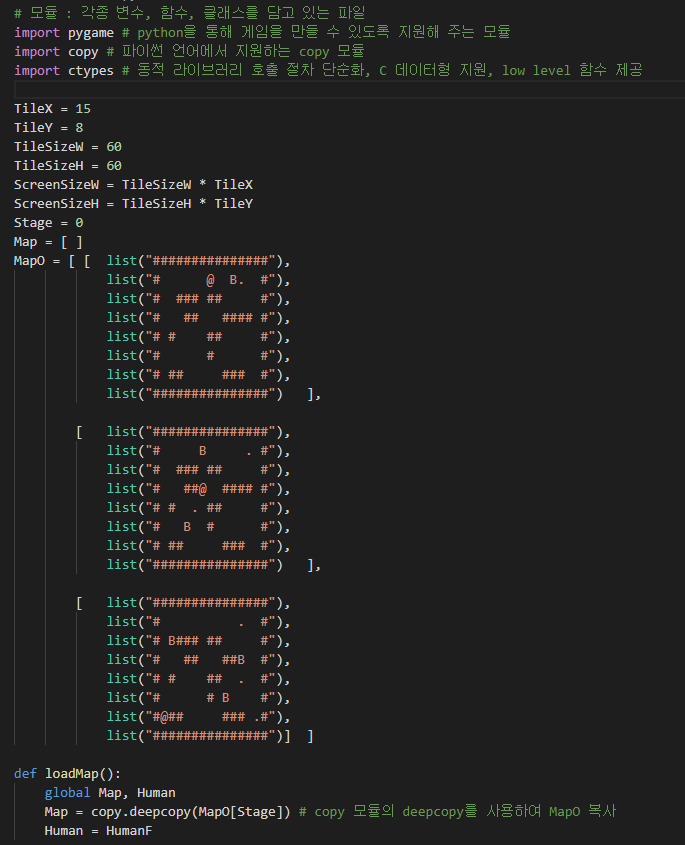 # 모듈 : 각종 변수, 함수, 클래스를 담고 있는 파일
import pygame # python을 통해 게임을 만들 수 있도록 지원해 주는 모듈
import copy # 파이썬 언어에서 지원하는 copy 모듈
import ctypes # 동적 라이브러리 호출 절차 단순화, C 데이터형 지원, low level 함수 제공

TileX = 15
TileY = 8
TileSizeW = 60
TileSizeH = 60
ScreenSizeW = TileSizeW * TileX
ScreenSizeH = TileSizeH * TileY
Stage = 0
Map = [ ]
MapO = [ [  list("###############"),
            list("#      @  B.  #"),
            list("#  ### ##     #"),
            list("#   ##   #### #"),
            list("# #    ##     #"),
            list("#      #      #"),
            list("# ##     ###  #"),
            list("###############")   ],

        [   list("###############"),
            list("#     B     . #"),
            list("#  ### ##     #"),
            list("#   ##@  #### #"),
            list("# #  . ##     #"),
            list("#   B  #      #"),
            list("# ##     ###  #"),
            list("###############")   ],

        [   list("###############"),
            list("#          .  #"),
            list("# B### ##     #"),
            list("#   ##   ##B  #"),
            list("# #    ##  .  #"),
            list("#      # B    #"),
            list("#@##     ### .#"),
            list("###############")]  ]

def loadMap():
    global Map, Human
    Map = copy.deepcopy(MapO[Stage]) # copy 모듈의 deepcopy를 사용하여 MapO 복사
    Human = HumanF